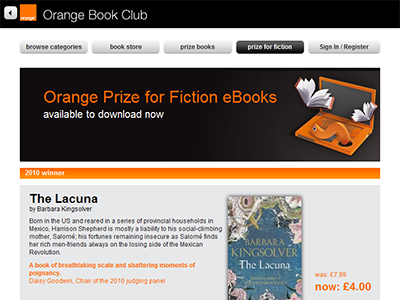 orange
Orange Book Club
browse categories
book store
prize books
prize for fiction
Sign In / Register
Orange Prize for Fiction eBooks
available to download now
2010 winner
The Lacuna
by Barbara Kingsolver
Born in the US and reared in a series of provincial households in
Mexico, Harrison Shepherd is mostly a liability to his social-climbing
mother, Salomé; his fortunes remaining insecure as Salomé finds
her rich men-friends always on the losing side of the Mexican
Revolution.
A book of breathtaking scale and shattering moments of
poignancy.
Daisy Goodwin, Chair of the 2010 judging panel
BARBARA
KINGSOLVER
The Lacuna
was: £7.99
now: £4.00